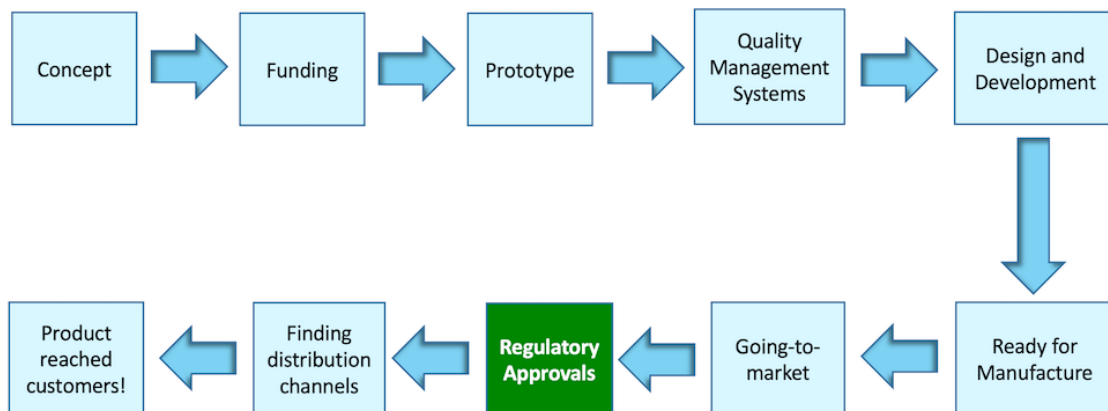 Concept
Funding
Prototype
Quality
Management
Systems
Design and
Development
Product
reached
customers!
Finding
distribution
channels
Regulatory
Approvals
Going-to-
market
Ready for
Manufacture